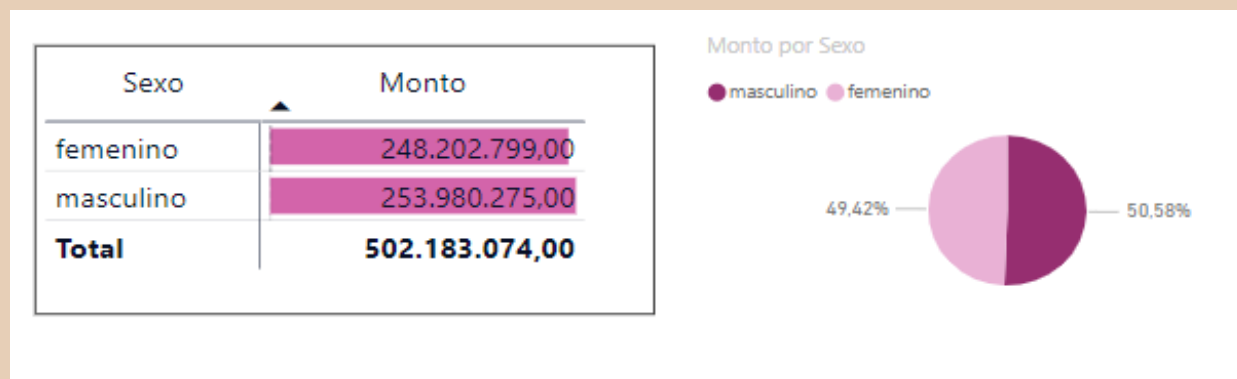 Sexo Monto
femenino 248.202.799,00
masculino 253.980.275,00
Total 502.183.074,00
Monto por Sexo
masculino femenino
49,42% 50,58%